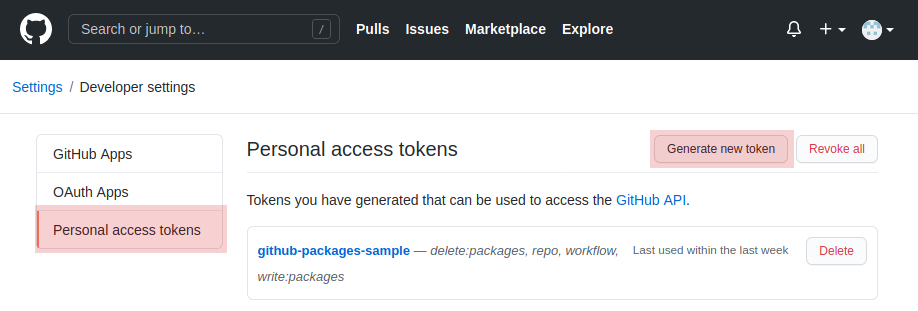 Search or jump to… / Pulls Issues Marketplace Explore
Settings / Developer settings
GitHub Apps
OAuth Apps
Personal access tokens
Personal access tokens
Generate new token
Revoke all
Tokens you have generated that can be used to access the GitHub API.
github-packages-sample — delete:packages, repo, workflow,
write:packages
Last used within the last week
Delete